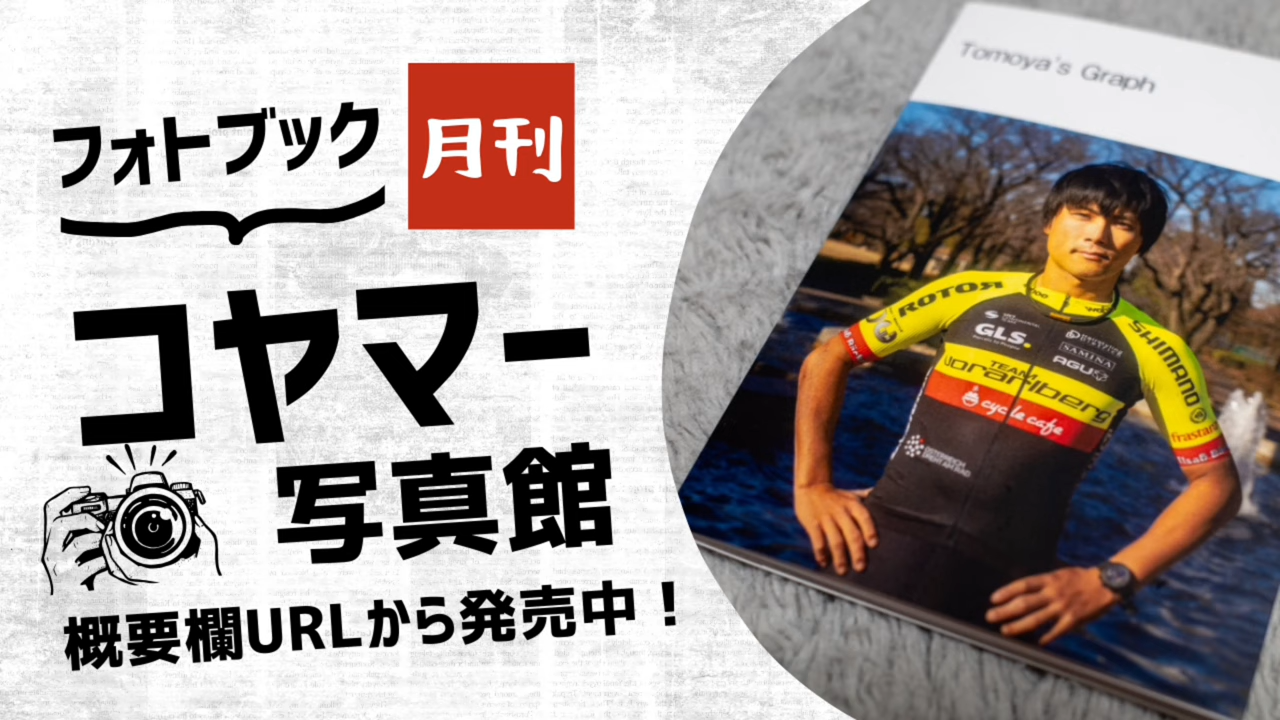 フォトブック
月刊
コヤマー
写真館
概要欄URLから発売中！
Tomoya's Graph
ROTOR
SHIMANO
GLS.
SAMINA
AGU
TEAM
Vorarlberg
cycle cafe
frastanz